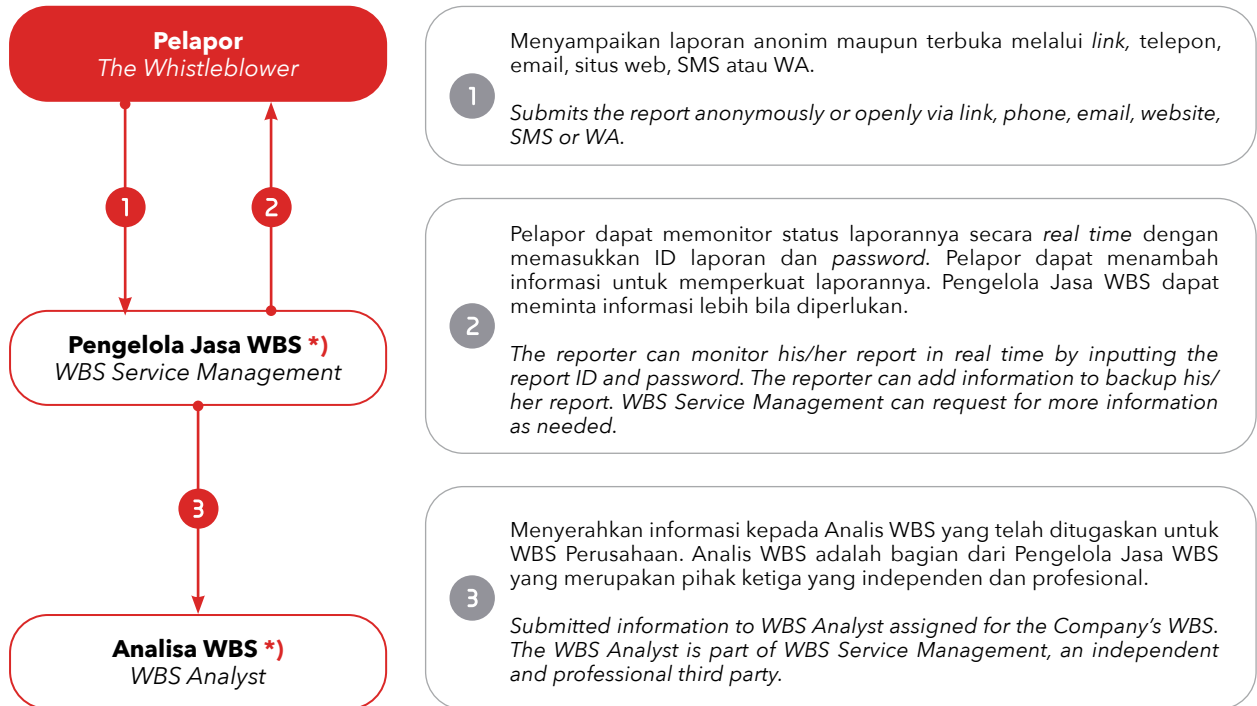 Pelapor
The Whistleblower
1
2
Pengelola Jasa WBS *)
WBS Service Management
3
Analisa WBS *)
WBS Analyst
1
Menyampaikan laporan anonim maupun terbuka melalui link, telepon,
email, situs web, SMS atau WA.
Submits the report anonymously or openly via link, phone, email, website,
SMS or WA.
2
Pelapor dapat memonitor status laporannya secara real time dengan
memasukkan ID laporan dan password. Pelapor dapat menambah
informasi untuk memperkuat laporannya. Pengelola Jasa WBS dapat
meminta informasi lebih bila diperlukan.
The reporter can monitor his/her report in real time by inputting the
report ID and password. The reporter can add information to backup his/
her report. WBS Service Management can request for more information
as needed.
3
Menyerahkan informasi kepada Analis WBS yang telah ditugaskan untuk
WBS Perusahaan. Analis WBS adalah bagian dari Pengelola Jasa WBS
yang merupakan pihak ketiga yang independen dan profesional.
Submitted information to WBS Analyst assigned for the Company's WBS.
The WBS Analyst is part of WBS Service Management, an independent
and professional third party.